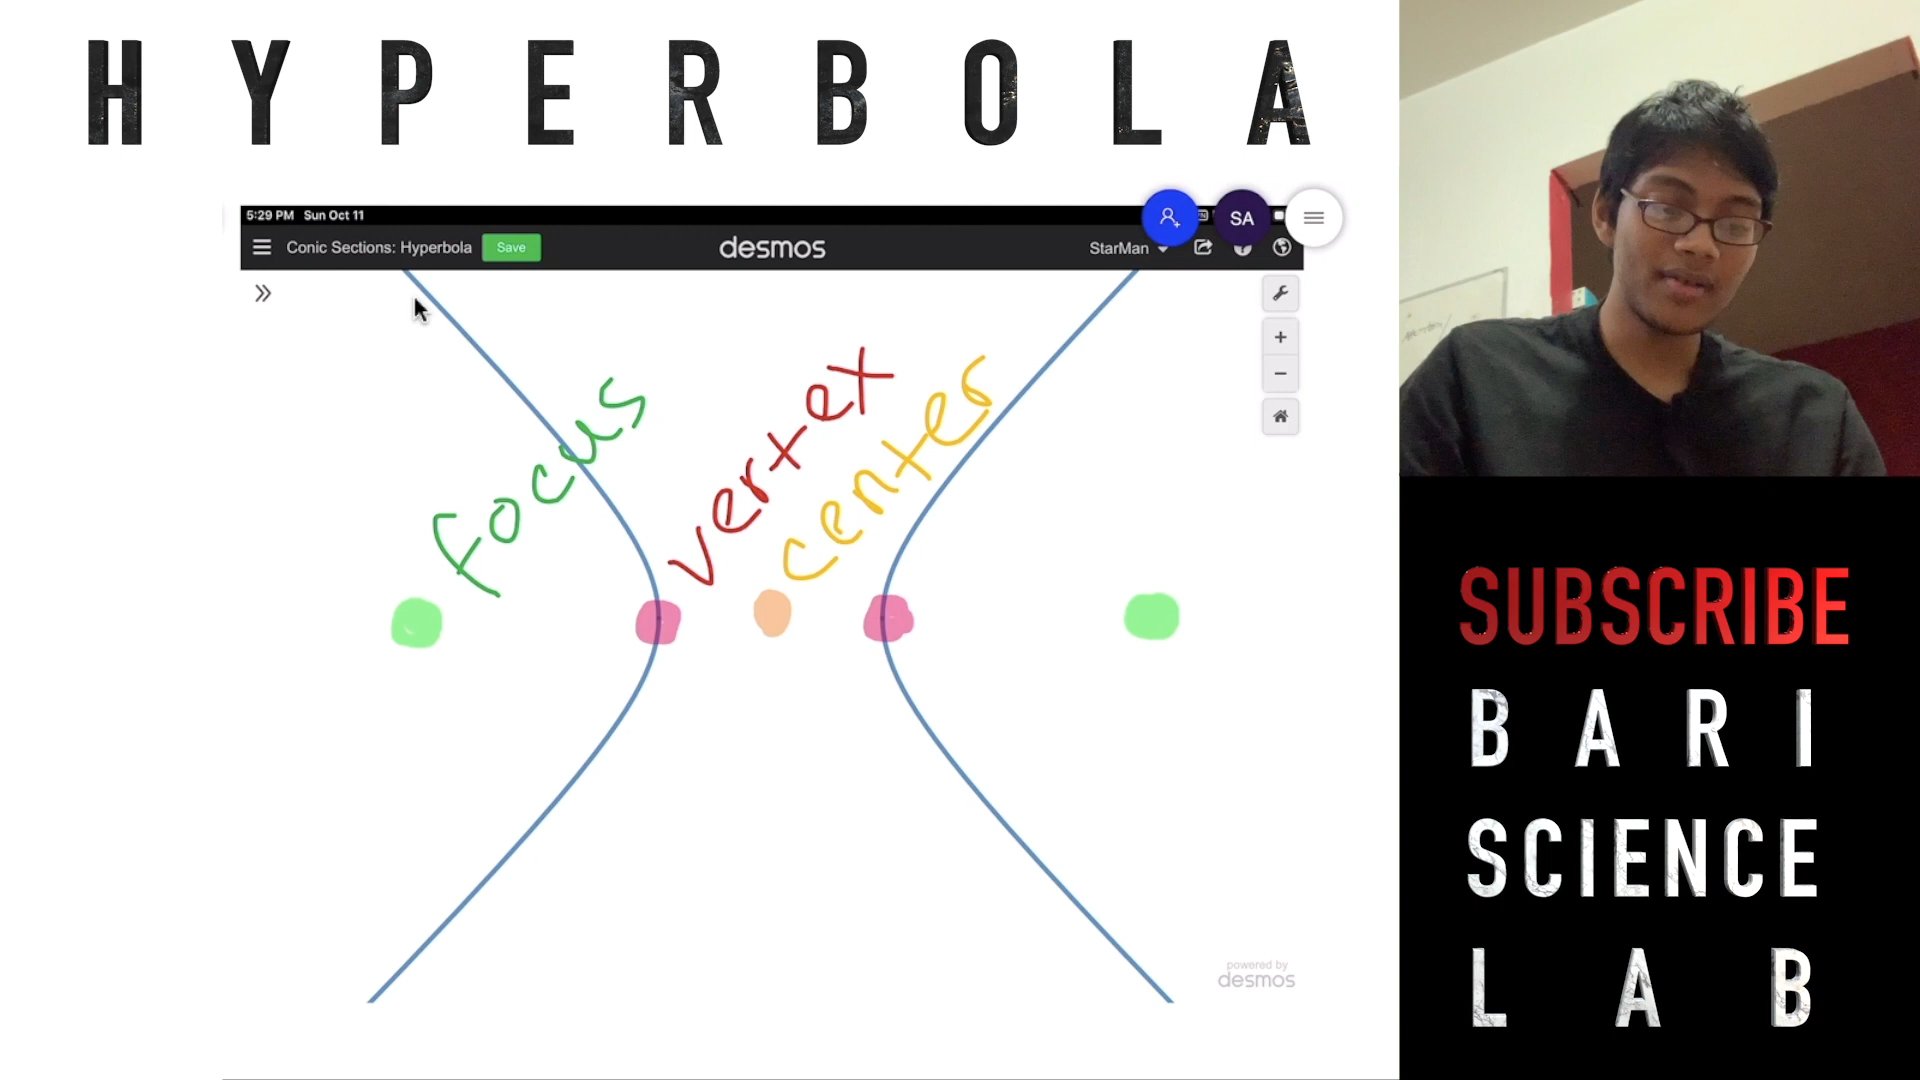 HYPERBOLA
5:29 PM Sun Oct 11
SA
Conic Sections: Hyperbola
Save
desmos
StarMan
focus
vertex
center
powered by
desmos
SUBSCRIBE
BARI
SCIENCE
LAB